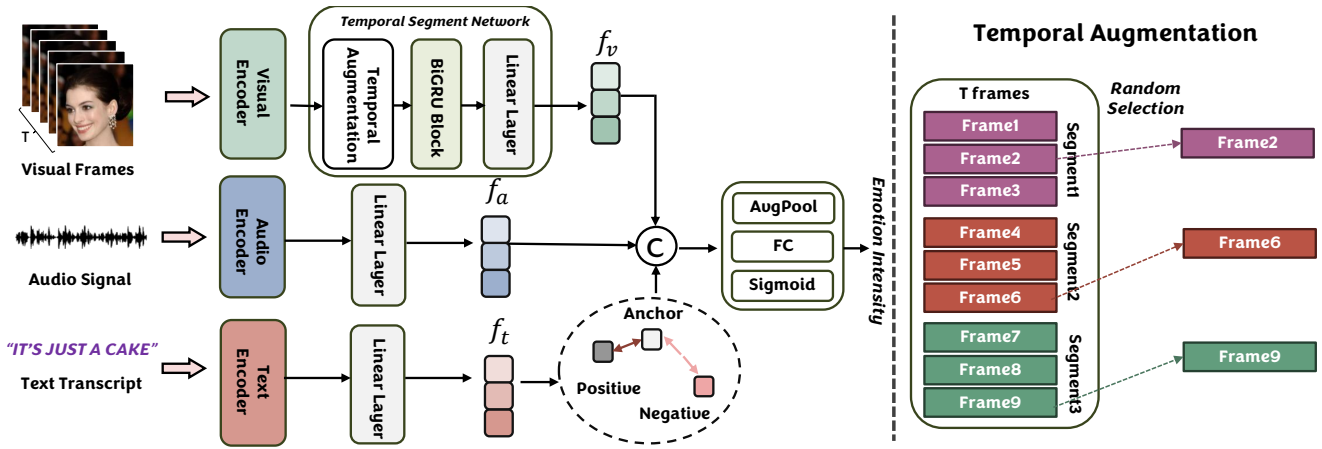 Temporal Segment Network
Visual Encoder
Temporal Augmentation
BiGRU Block
Linear Layer
f_v
T
Visual Frames
Audio Encoder
Linear Layer
f_a
Audio Signal
C
AvgPool
FC
Sigmoid
Emotion Intensity
"IT'S JUST A CAKE"
Text Transcript
Text Encoder
Linear Layer
f_t
Anchor
Positive
Negative
Temporal Augmentation
T frames
Random Selection
Frame1
Frame2
Frame3
Segment1
Frame2
Frame4
Frame5
Frame6
Segment2
Frame6
Frame7
Frame8
Frame9
Segment3
Frame9